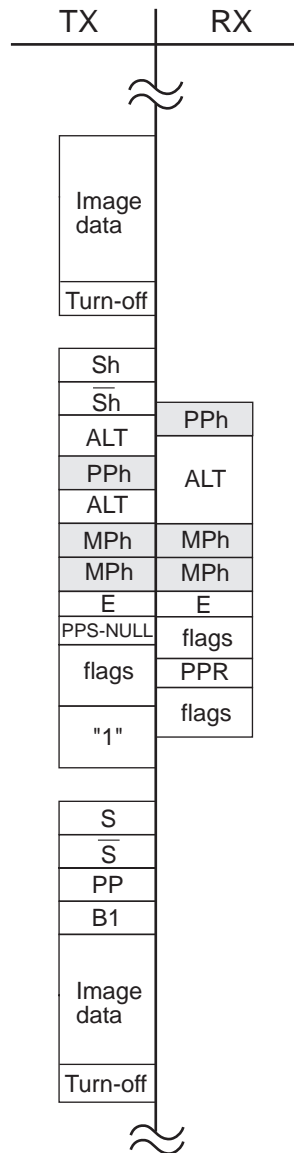 TX RX
Image
data
Turn-off
Sh
S̅h̅
ALT
PPh
ALT
MPh
MPh
E
PPS-NULL
flags
"1"
PPh
ALT
MPh
MPh
E
flags
PPR
flags
S
S̅
PP
B1
Image
data
Turn-off